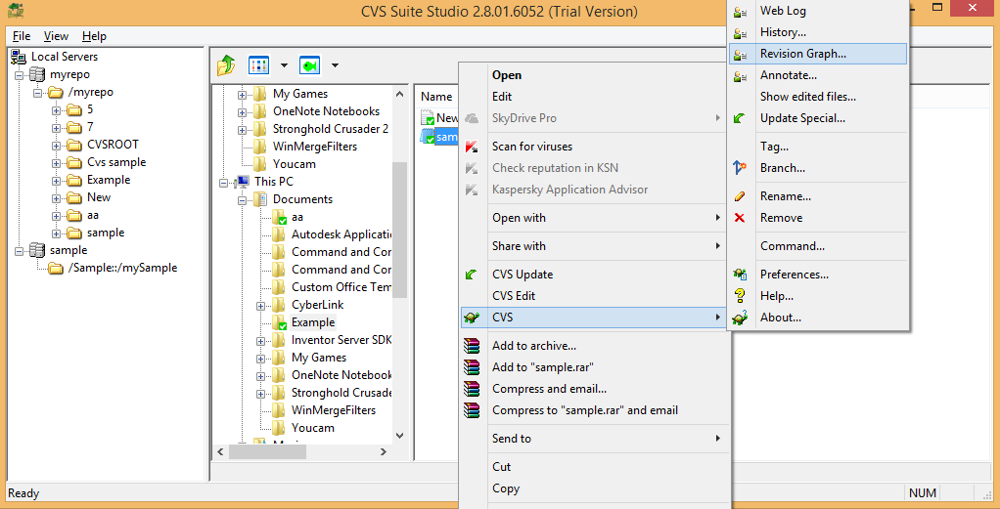 CVS Suite Studio 2.8.01.6052 (Trial Version)
File View Help
Local Servers
myrepo
/myrepo
5
7
CVSROOT
Cvs sample
Example
New
aa
sample
sample
/Sample::/mySample
My Games
OneNote Notebooks
Stronghold Crusader 2
WinMergeFilters
Youcam
This PC
Documents
aa
Autodesk Applicatio
Command and Cor
Command and Cor
Custom Office Tem
CyberLink
Example
Inventor Server SDK
My Games
OneNote Notebook
Stronghold Crusade
WinMergeFilters
Youcam
Name
New
sam
Open
Edit
SkyDrive Pro
Scan for viruses
Check reputation in KSN
Kaspersky Application Advisor
Open with
Share with
CVS Update
CVS Edit
CVS
Add to archive...
Add to "sample.rar"
Compress and email...
Compress to "sample.rar" and email
Send to
Cut
Copy
Web Log
History...
Revision Graph...
Annotate...
Show edited files...
Update Special...
Tag...
Branch...
Rename...
Remove
Command...
Preferences...
Help...
About...
Ready
NUM